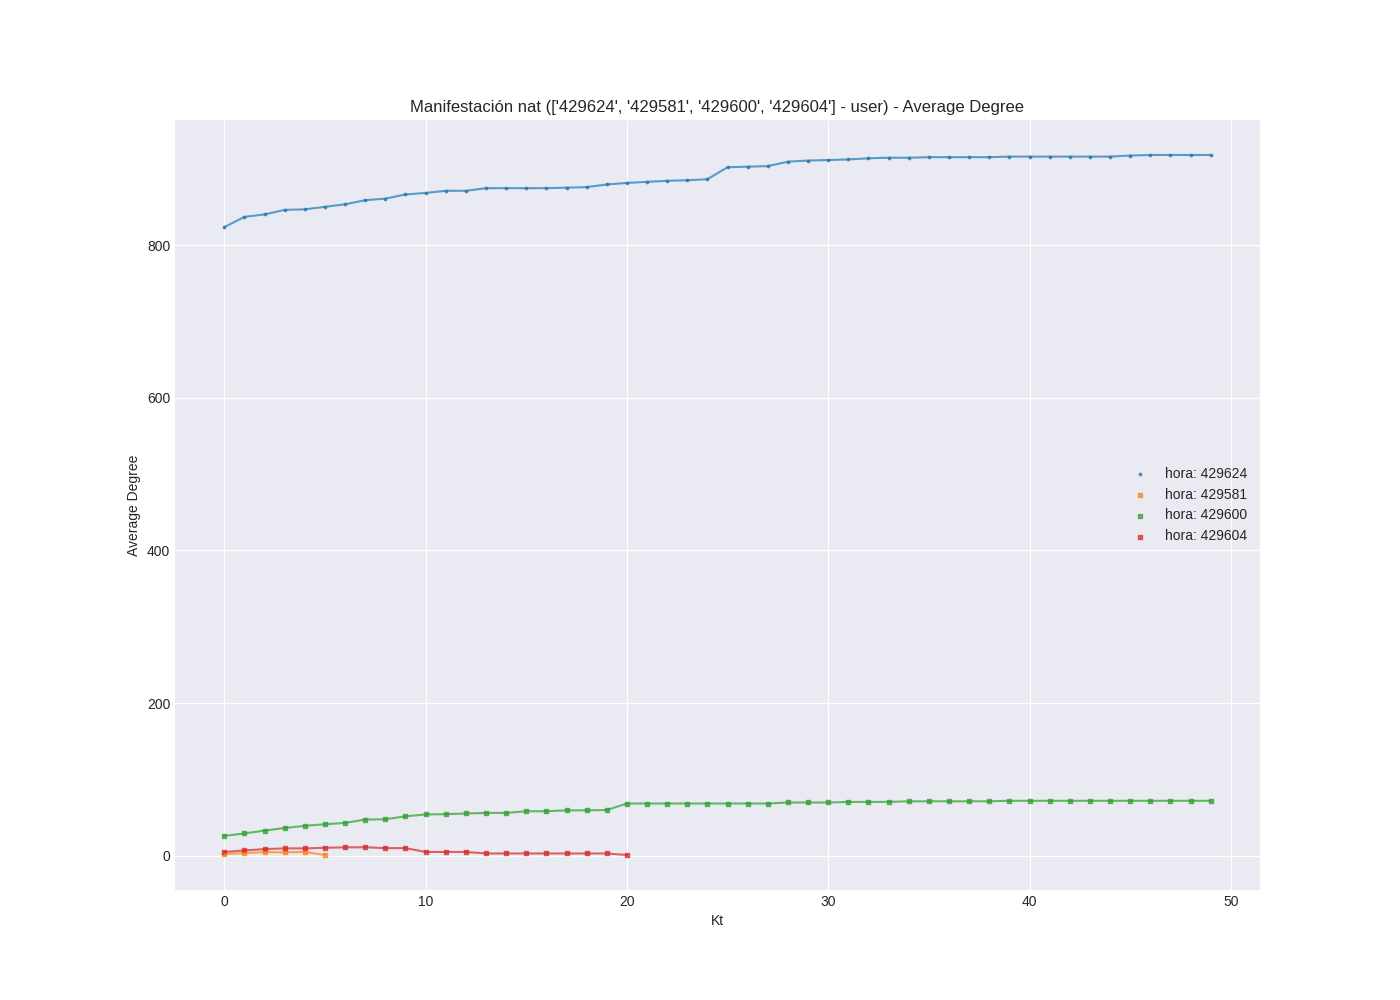 Manifestación nat (['429624', '429581', '429600', '429604'] - user) - Average Degree
Average Degree
800
600
400
200
0
hora: 429624
hora: 429581
hora: 429600
hora: 429604
0 10 20 30 40 50
Kt